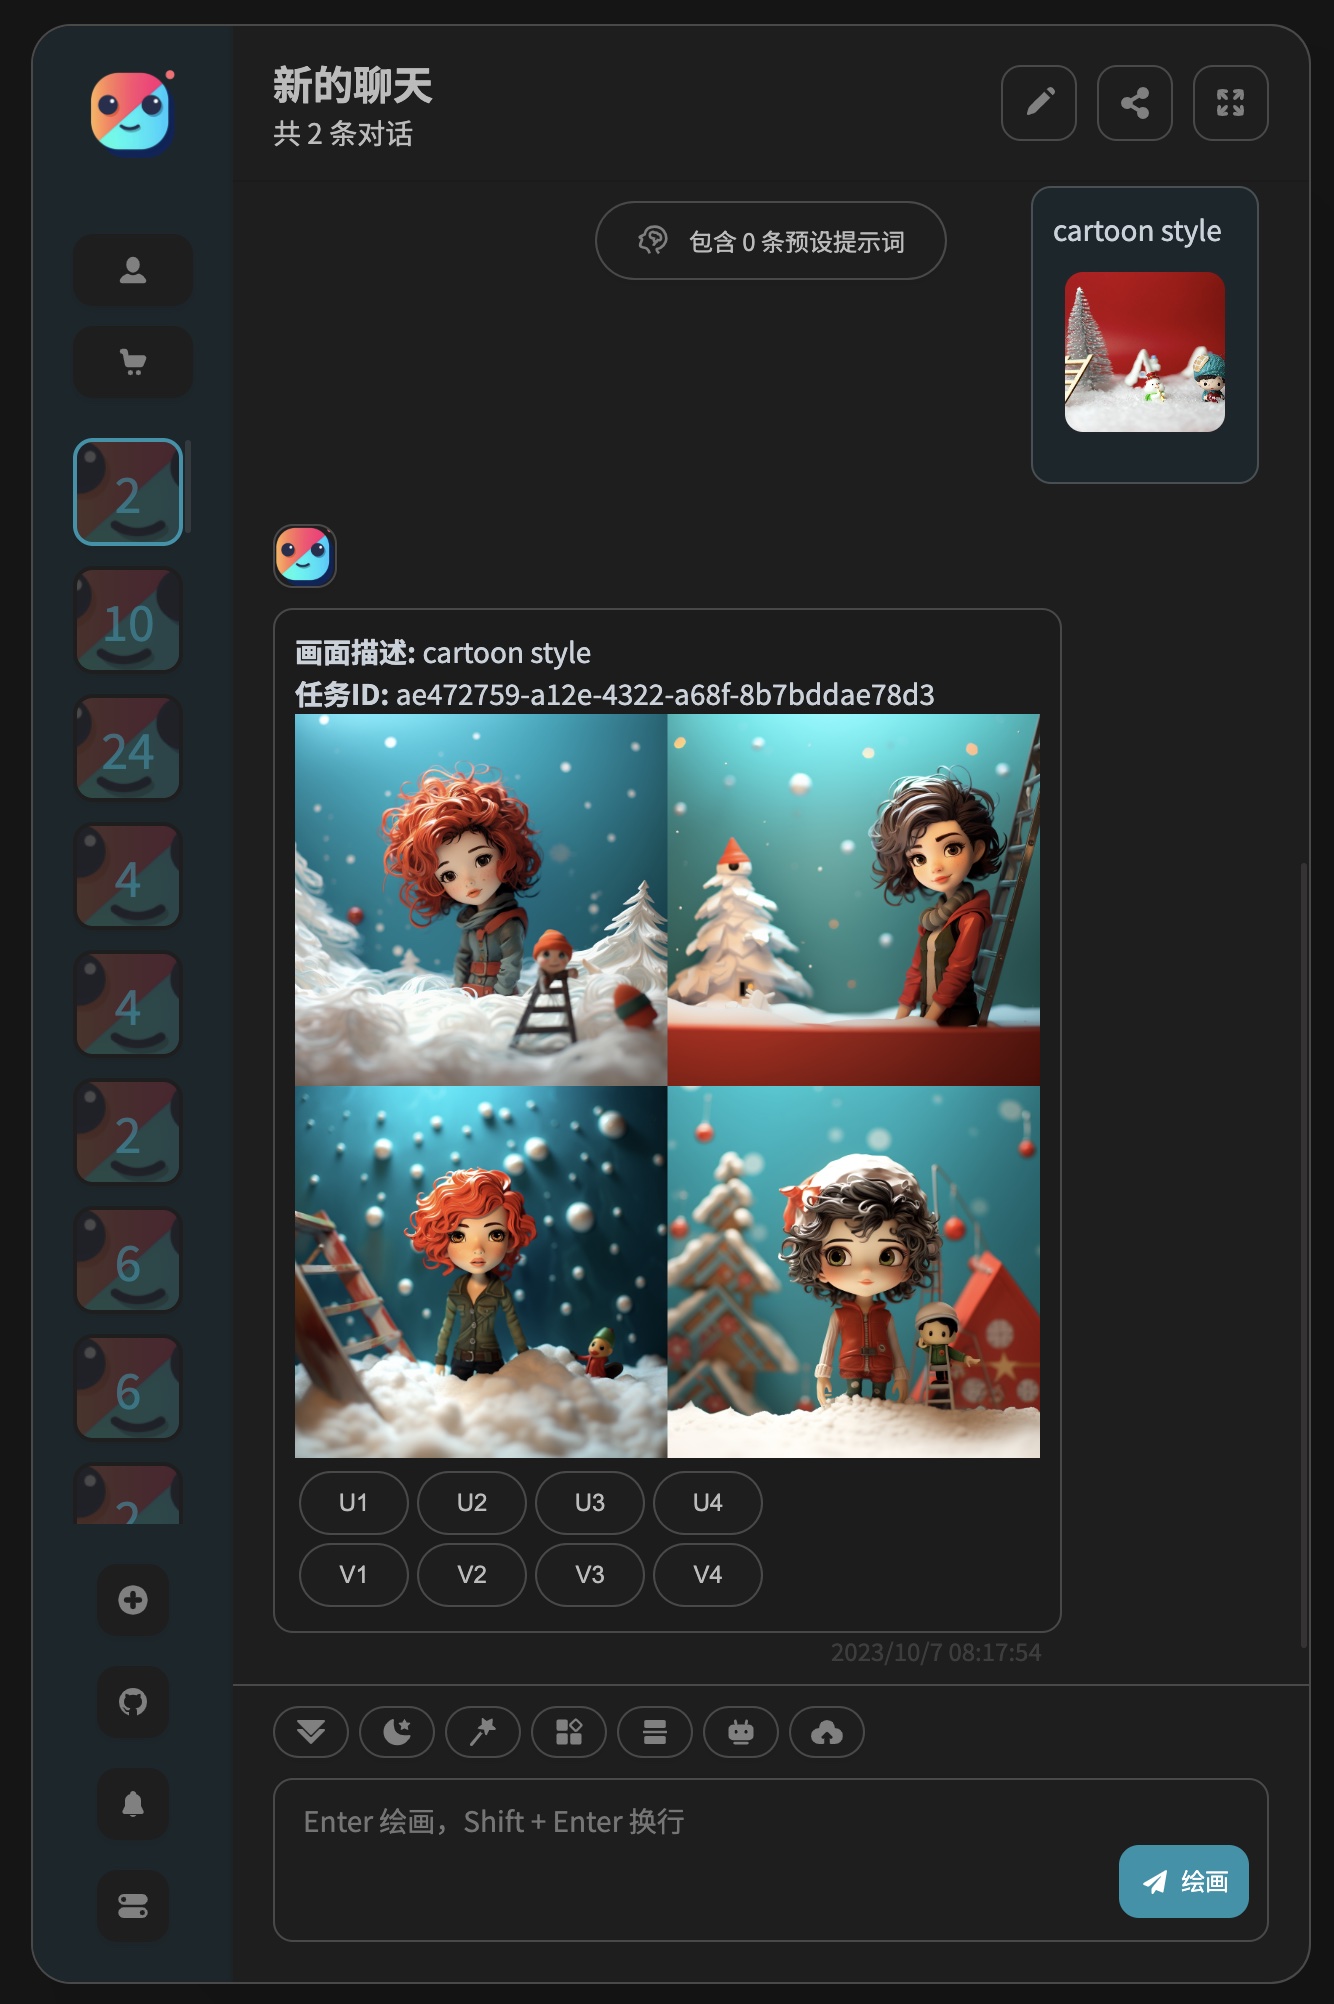 新的聊天
共 2 条对话
包含 0 条预设提示词
cartoon style
2
10
24
4
4
2
6
6
2
画面描述: cartoon style
任务ID: ae472759-a12e-4322-a68f-8b7bddae78d3
U1 U2 U3 U4
V1 V2 V3 V4
2023/10/7 08:17:54
Enter 绘画，Shift + Enter 换行
绘画